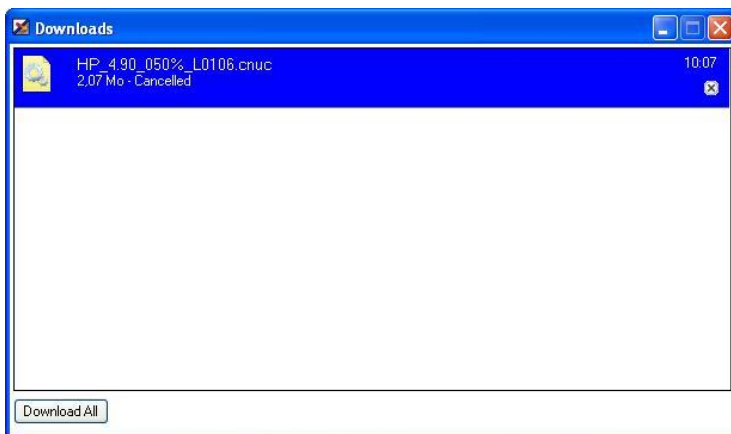 Downloads
HP_4.90_050%_L0106.cnuc
10:07
2,07 Mo - Cancelled
Download All